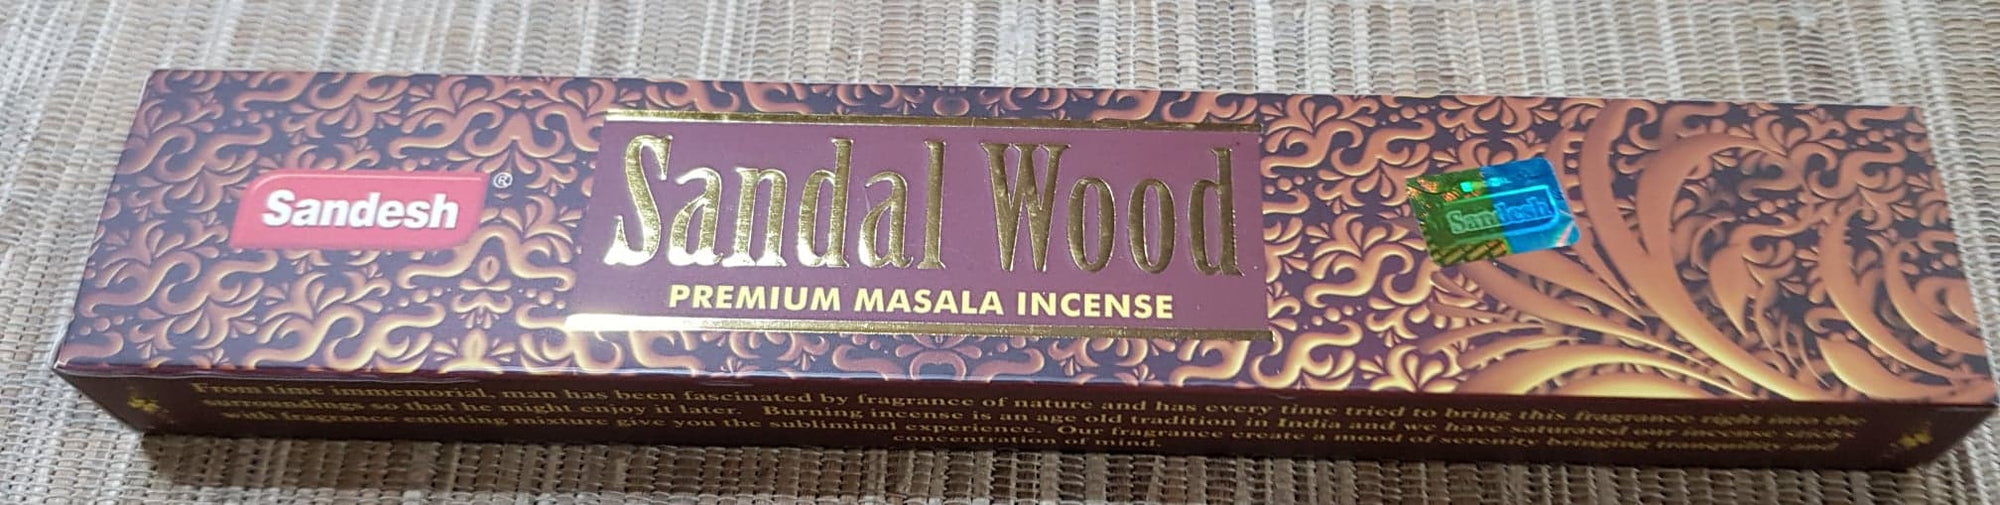 Sandesh®
Sandal Wood
PREMIUM MASALA INCENSE
Sandesh
From time immemorial, man has been fascinated by fragrance of nature and has every time tried to bring this fragrance right into the
surroundings so that he might enjoy it later. Burning incense is an age old tradition in India and we have saturated our incense sticks
with fragrance emitting mixture give you the subliminal experience. Our fragrance create a mood of serenity bringing tranquility and
concentration of mind.